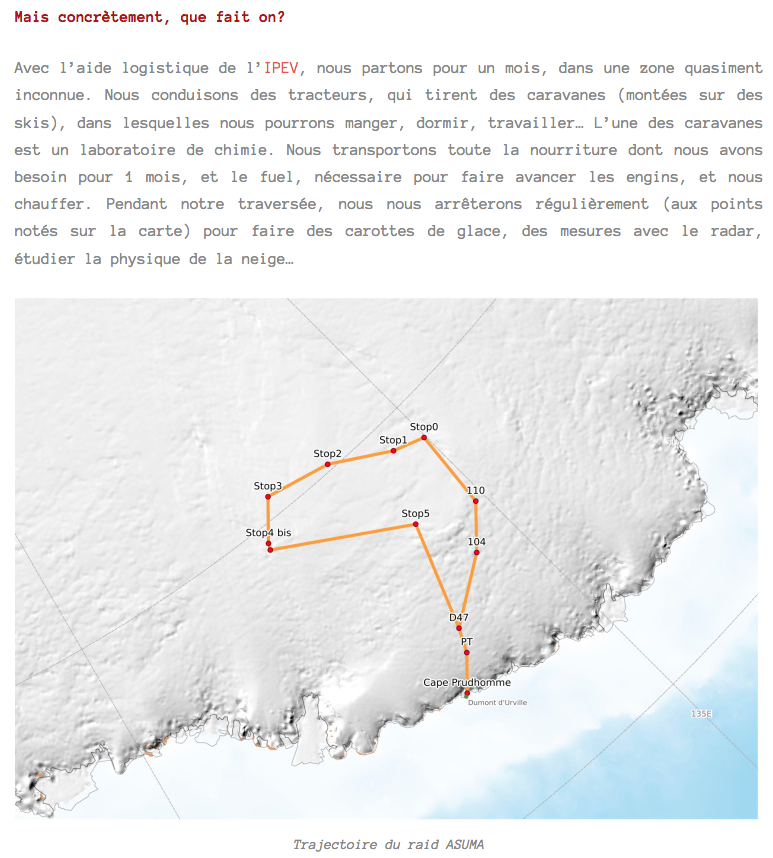 Mais concrètement, que fait on?
Avec l'aide logistique de l'IPEV, nous partons pour un mois, dans une zone quasiment
inconnue. Nous conduisons des tracteurs, qui tirent des caravanes (montées sur des
skis), dans lesquelles nous pourrons manger, dormir, travailler… L'une des caravanes
est un laboratoire de chimie. Nous transportons toute la nourriture dont nous avons
besoin pour 1 mois, et le fuel, nécessaire pour faire avancer les engins, et nous
chauffer. Pendant notre traversée, nous nous arrêterons régulièrement (aux points
notés sur la carte) pour faire des carottes de glace, des mesures avec le radar,
étudier la physique de la neige…
Stop0
Stop1
Stop2
Stop3
110
Stop5
Stop4 bis
104
D47
PT
Cape Prudhomme
Dumont d'Urville
135E
Trajectoire du raid ASUMA